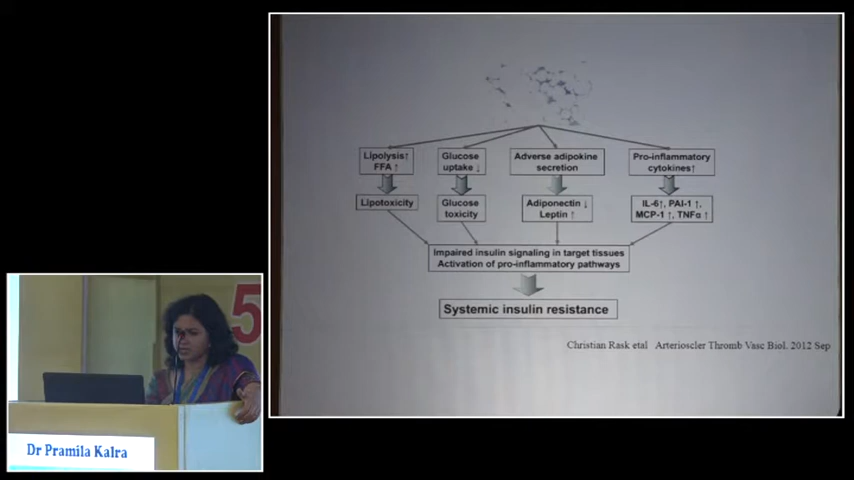 Lipolysis↑
FFA ↑
Glucose
uptake ↓
Adverse adipokine
secretion
Pro-inflammatory
cytokines↑
Lipotoxicity
Glucose
toxicity
Adiponectin ↓
Leptin ↑
IL-6↑, PAI-1 ↑,
MCP-1 ↑, TNFα ↑
Impaired insulin signaling in target tissues
Activation of pro-inflammatory pathways
Systemic insulin resistance
Christian Rask etal Arterioscler Thromb Vasc Biol. 2012 Sep
5
Dr Pramila Kalra